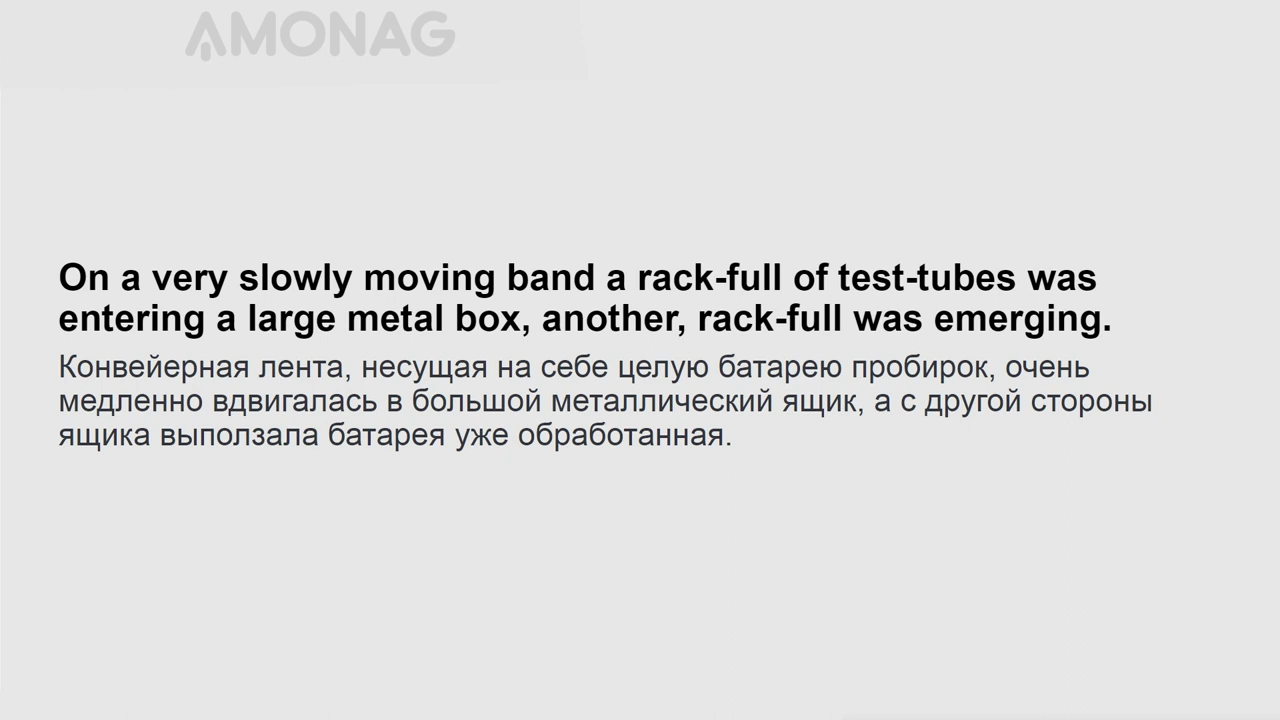 AMONAG
On a very slowly moving band a rack-full of test-tubes was
entering a large metal box, another, rack-full was emerging.
Конвейерная лента, несущая на себе целую батарею пробирок, очень
медленно вдвигалась в большой металлический ящик, а с другой стороны
ящика выползала батарея уже обработанная.